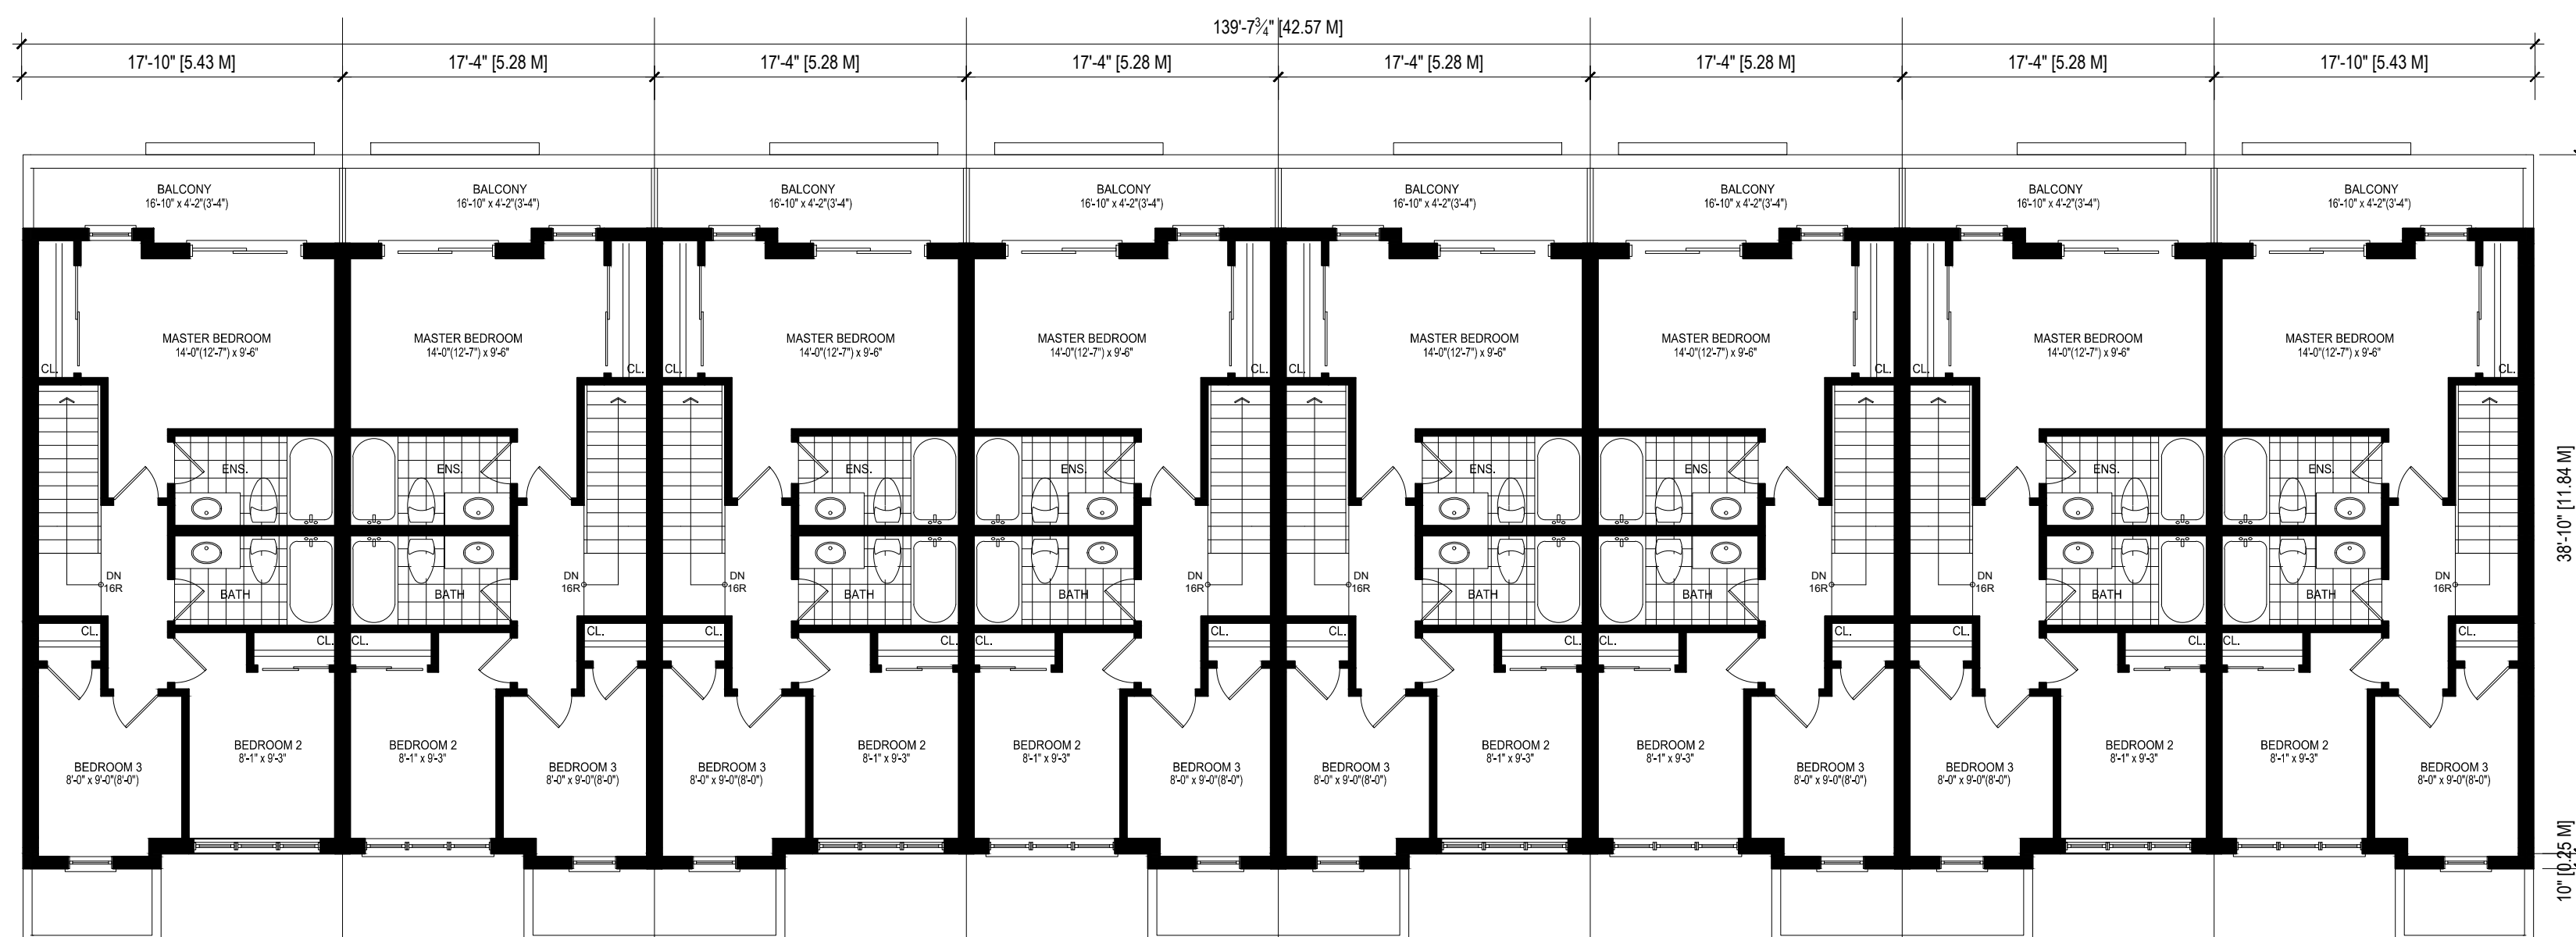 139'-7¾" [42.57 M]
17'-10" [5.43 M] 17'-4" [5.28 M] 17'-4" [5.28 M] 17'-4" [5.28 M] 17'-4" [5.28 M] 17'-4" [5.28 M] 17'-4" [5.28 M] 17'-10" [5.43 M]
BALCONY BALCONY BALCONY BALCONY BALCONY BALCONY BALCONY BALCONY
16'-10" x 4'-2"(3'-4") 16'-10" x 4'-2"(3'-4") 16'-10" x 4'-2"(3'-4") 16'-10" x 4'-2"(3'-4") 16'-10" x 4'-2"(3'-4") 16'-10" x 4'-2"(3'-4") 16'-10" x 4'-2"(3'-4") 16'-10" x 4'-2"(3'-4")
MASTER BEDROOM MASTER BEDROOM MASTER BEDROOM MASTER BEDROOM MASTER BEDROOM MASTER BEDROOM MASTER BEDROOM MASTER BEDROOM
14'-0"(12'-7") x 9'-6" 14'-0"(12'-7") x 9'-6" 14'-0"(12'-7") x 9'-6" 14'-0"(12'-7") x 9'-6" 14'-0"(12'-7") x 9'-6" 14'-0"(12'-7") x 9'-6" 14'-0"(12'-7") x 9'-6" 14'-0"(12'-7") x 9'-6"
CL. CL. CL. CL. CL. CL. CL. CL.
ENS. ENS. ENS. ENS. ENS. ENS. ENS. ENS.
38'-10" [11.84 M]
DN DN DN DN DN DN DN DN
16R 16R 16R 16R 16R 16R 16R 16R
BATH BATH BATH BATH BATH BATH BATH BATH
CL. CL. CL. CL. CL. CL. CL. CL.
CL. CL. CL. CL. CL. CL. CL. CL.
BEDROOM 2 BEDROOM 2 BEDROOM 2 BEDROOM 2 BEDROOM 2 BEDROOM 2 BEDROOM 2 BEDROOM 2
8'-1" x 9'-3" 8'-1" x 9'-3" 8'-1" x 9'-3" 8'-1" x 9'-3" 8'-1" x 9'-3" 8'-1" x 9'-3" 8'-1" x 9'-3" 8'-1" x 9'-3"
BEDROOM 3 BEDROOM 3 BEDROOM 3 BEDROOM 3 BEDROOM 3 BEDROOM 3 BEDROOM 3 BEDROOM 3
8'-0" x 9'-0"(8'-0") 8'-0" x 9'-0"(8'-0") 8'-0" x 9'-0"(8'-0") 8'-0" x 9'-0"(8'-0") 8'-0" x 9'-0"(8'-0") 8'-0" x 9'-0"(8'-0") 8'-0" x 9'-0"(8'-0") 8'-0" x 9'-0"(8'-0")
10" [0.25 M]